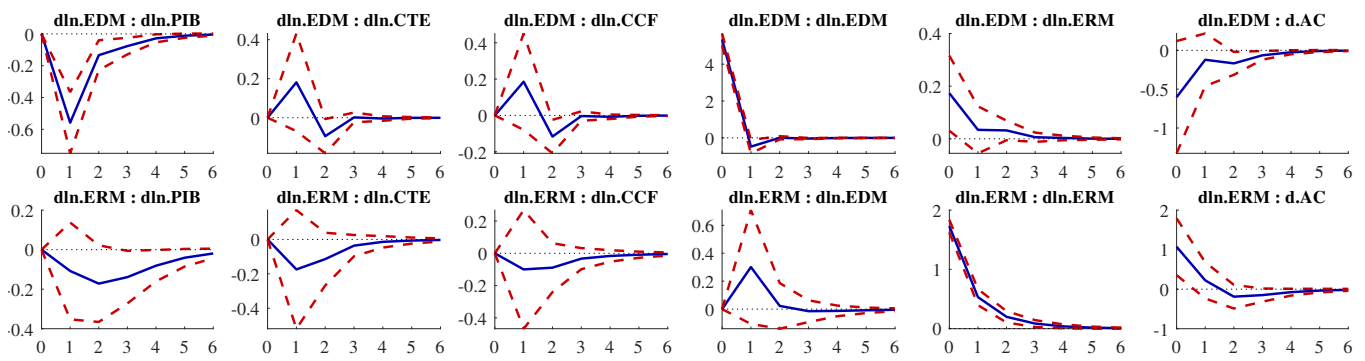 dln.EDM : dln.PIB
0
-0.2
-0.4
-0.6
0 1 2 3 4 5 6
dln.EDM : dln.CTE
0.4
0.2
0
0 1 2 3 4 5 6
dln.EDM : dln.CCF
0.4
0.2
0
-0.2
0 1 2 3 4 5 6
dln.EDM : dln.EDM
4
2
0
0 1 2 3 4 5 6
dln.EDM : dln.ERM
0.4
0.2
0
0 1 2 3 4 5 6
dln.EDM : d.AC
0
-0.5
-1
0 1 2 3 4 5 6
dln.ERM : dln.PIB
0.2
0
-0.2
-0.4
0 1 2 3 4 5 6
dln.ERM : dln.CTE
0
-0.2
-0.4
0 1 2 3 4 5 6
dln.ERM : dln.CCF
0.2
0
-0.2
-0.4
0 1 2 3 4 5 6
dln.ERM : dln.EDM
0.6
0.4
0.2
0
0 1 2 3 4 5 6
dln.ERM : dln.ERM
2
1
0
0 1 2 3 4 5 6
dln.ERM : d.AC
2
1
0
-1
0 1 2 3 4 5 6